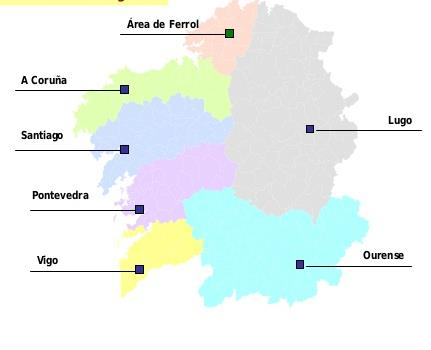 Área de Ferrol
A Coruña
Lugo
Santiago
Pontevedra
Ourense
Vigo